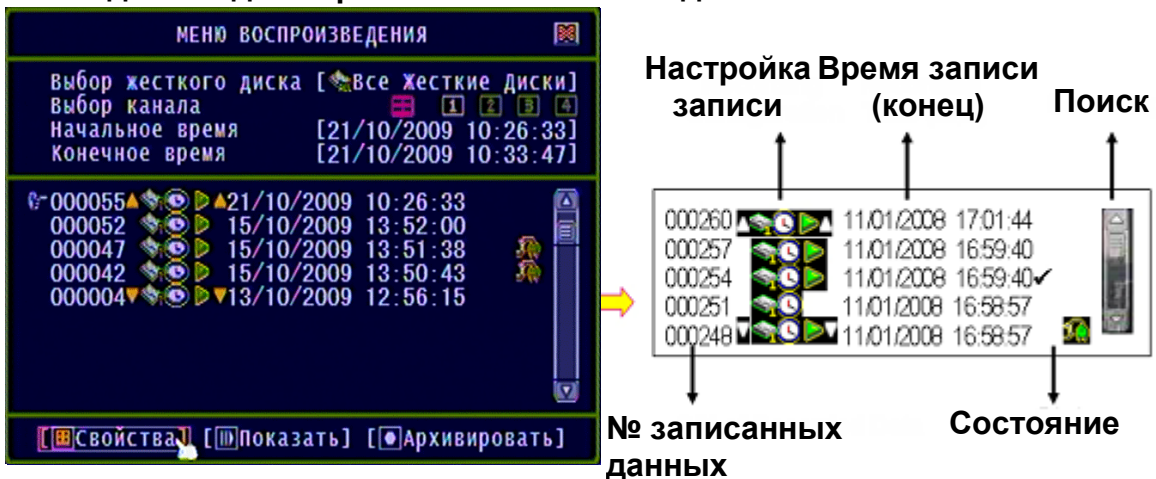 МЕНЮ ВОСПРОИЗВЕДЕНИЯ
Выбор жесткого диска [Все Жесткие Диски]
Выбор канала 1 2 3 4
Начальное время [21/10/2009 10:26:33]
Конечное время [21/10/2009 10:33:47]
000055 21/10/2009 10:26:33
000052 15/10/2009 13:52:00
000047 15/10/2009 13:51:38
000042 15/10/2009 13:50:43
000004 13/10/2009 12:56:15
[Свойства] [Показать] [Архивировать]
Настройка записи
Время записи (конец)
Поиск
000260 11/01/2008 17:01:44
000257 11/01/2008 16:59:40
000254 11/01/2008 16:59:40✔
000251 11/01/2008 16:58:57
000248 11/01/2008 16:58:57
№ записанных данных
Состояние